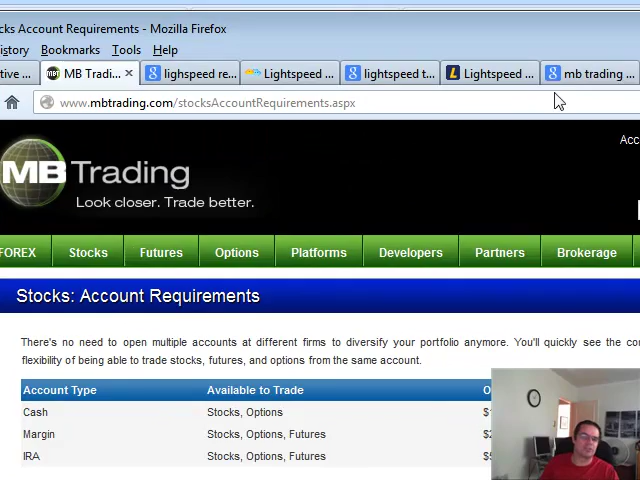 cks Account Requirements - Mozilla Firefox
istory Bookmarks Tools Help
tive ... MB Tradi... × lighspeed re... Lightspeed ... lightspeed t... Lightspeed ... mb trading ...
www.mbtrading.com/stocksAccountRequirements.aspx
MB Trading
Look closer. Trade better.
Acc
FOREX Stocks Futures Options Platforms Developers Partners Brokerage
Stocks: Account Requirements
There's no need to open multiple accounts at different firms to diversify your portfolio anymore. You'll quickly see the co
flexibility of being able to trade stocks, futures, and options from the same account.
Account Type Available to Trade O
Cash Stocks, Options $
Margin Stocks, Options, Futures $
IRA Stocks, Options, Futures $